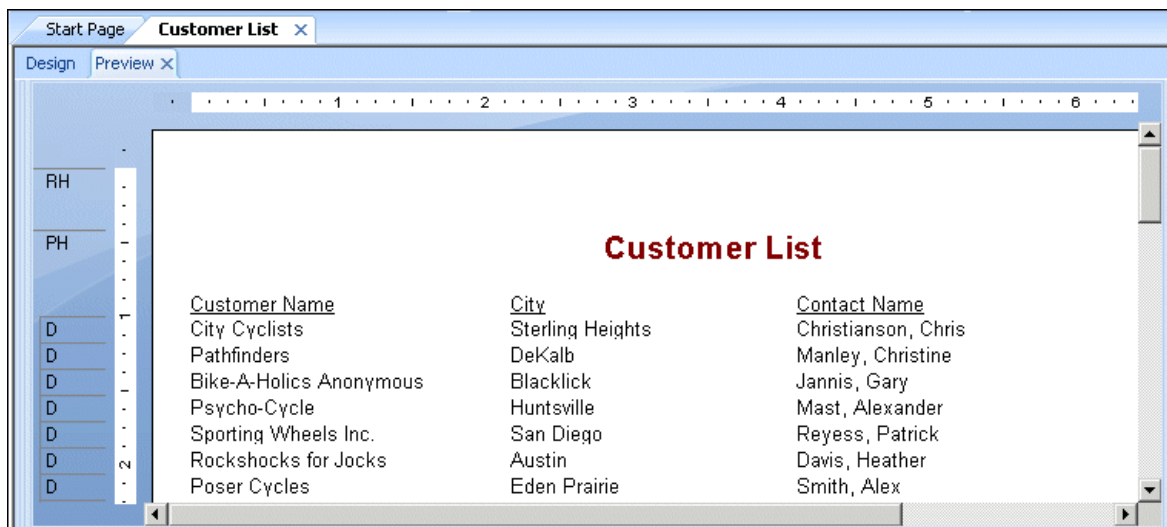 Start Page Customer List
Design Preview
1 2 3 4 5 6
RH
PH Customer List
1
Customer Name City Contact Name
D City Cyclists Sterling Heights Christianson, Chris
D Pathfinders DeKalb Manley, Christine
D Bike-A-Holics Anonymous Blacklick Jannis, Gary
D Psycho-Cycle Huntsville Mast, Alexander
D Sporting Wheels Inc. San Diego Reyess, Patrick
D 2 Rockshocks for Jocks Austin Davis, Heather
D Poser Cycles Eden Prairie Smith, Alex